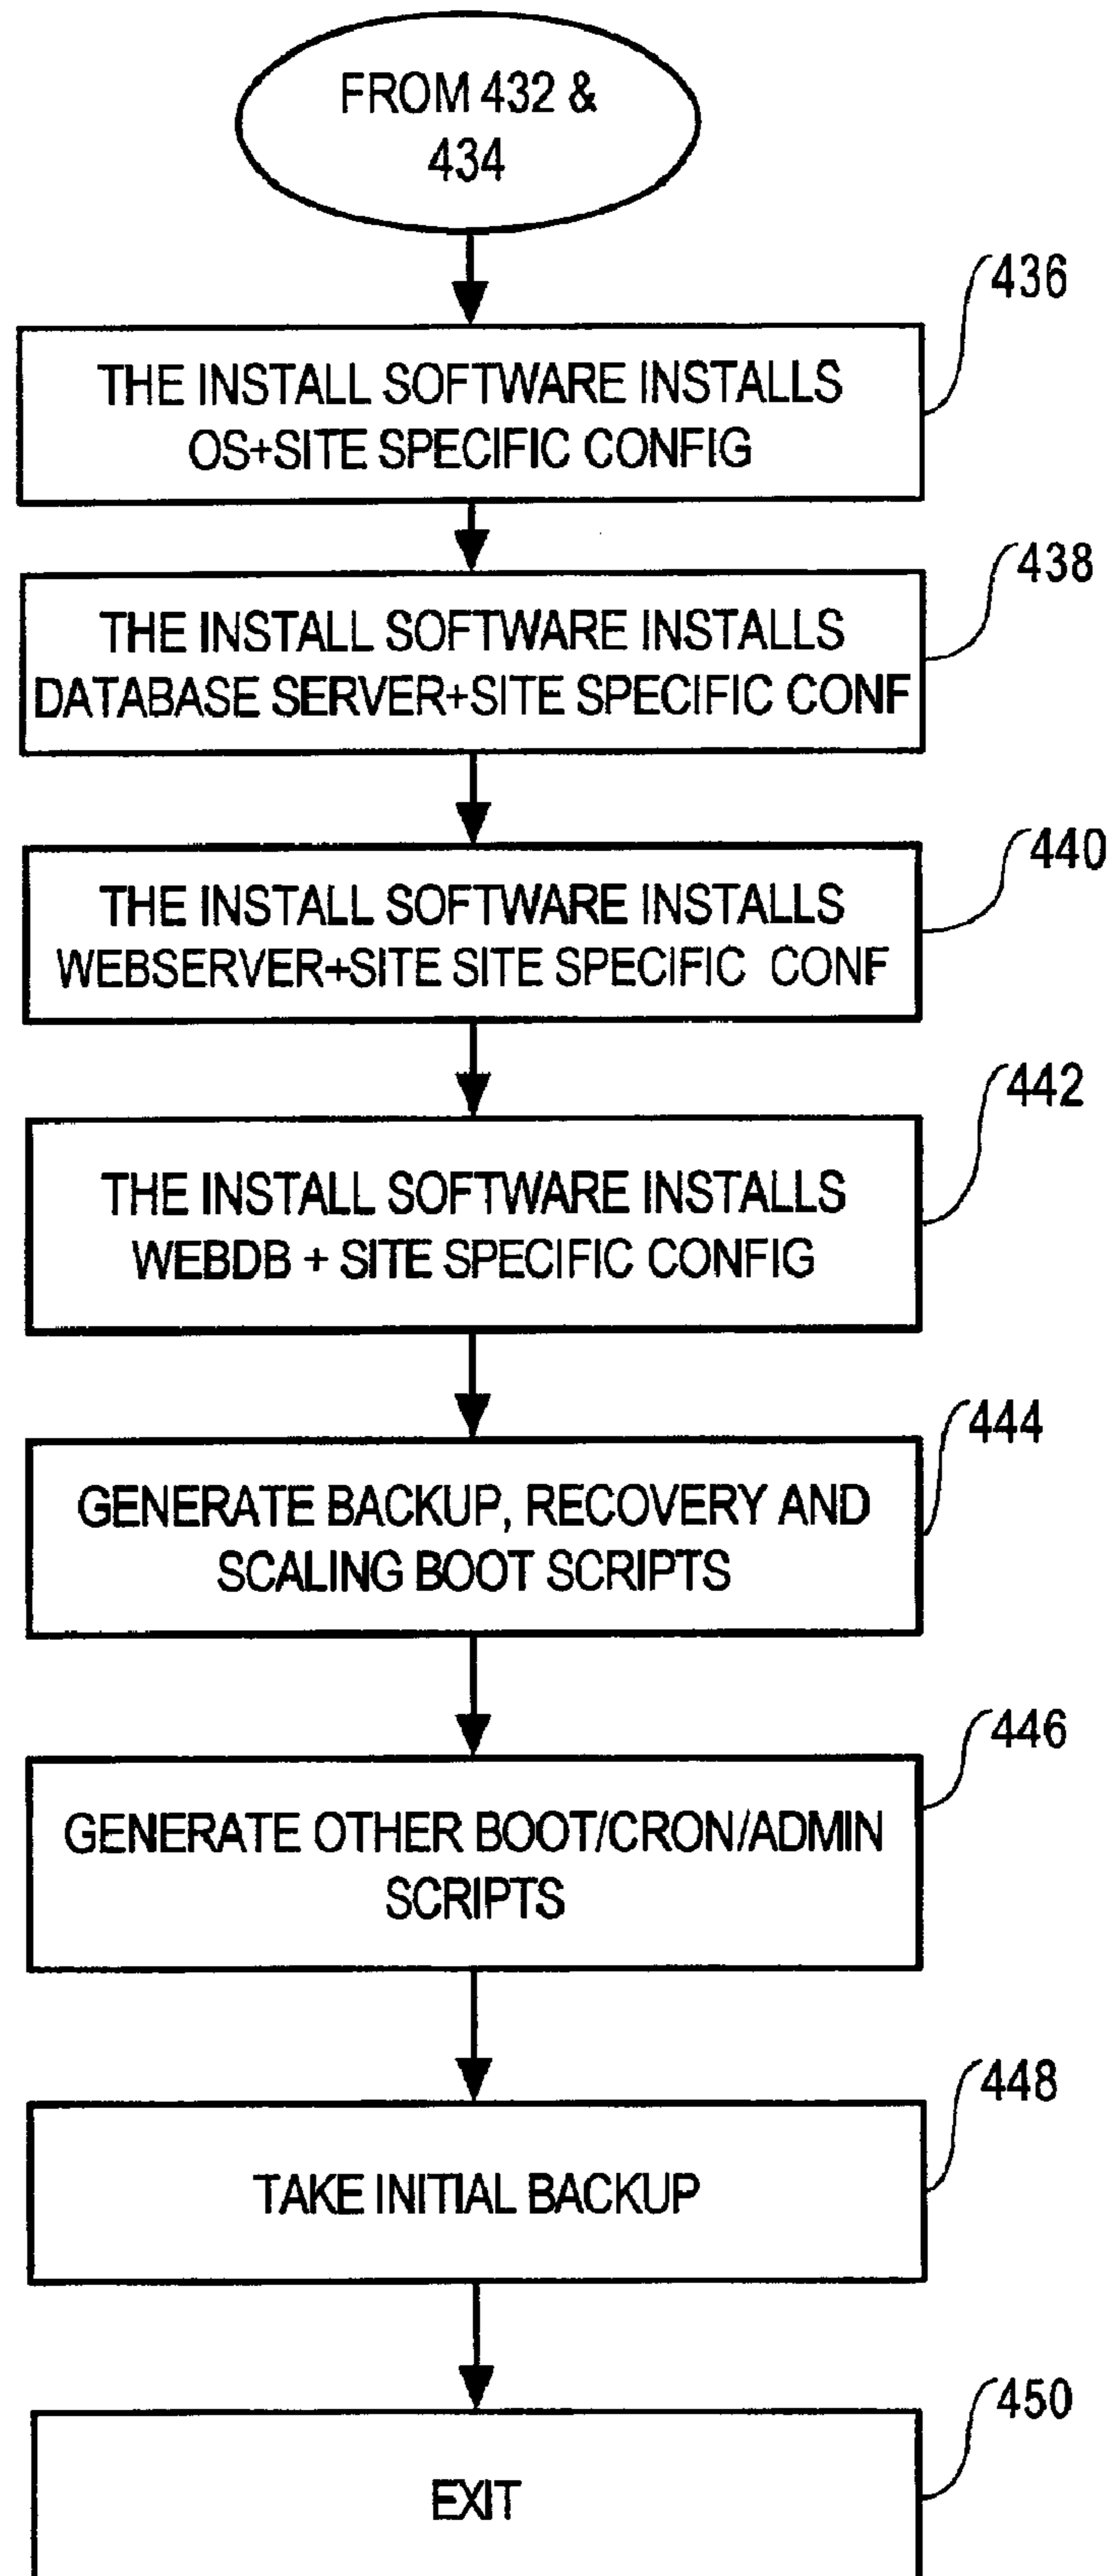 FROM 432 &
434
436
THE INSTALL SOFTWARE INSTALLS
OS+SITE SPECIFIC CONFIG
438
THE INSTALL SOFTWARE INSTALLS
DATABASE SERVER+SITE SPECIFIC CONF
440
THE INSTALL SOFTWARE INSTALLS
WEBSERVER+SITE SITE SPECIFIC CONF
442
THE INSTALL SOFTWARE INSTALLS
WEBDB + SITE SPECIFIC CONFIG
444
GENERATE BACKUP, RECOVERY AND
SCALING BOOT SCRIPTS
446
GENERATE OTHER BOOT/CRON/ADMIN
SCRIPTS
448
TAKE INITIAL BACKUP
450
EXIT